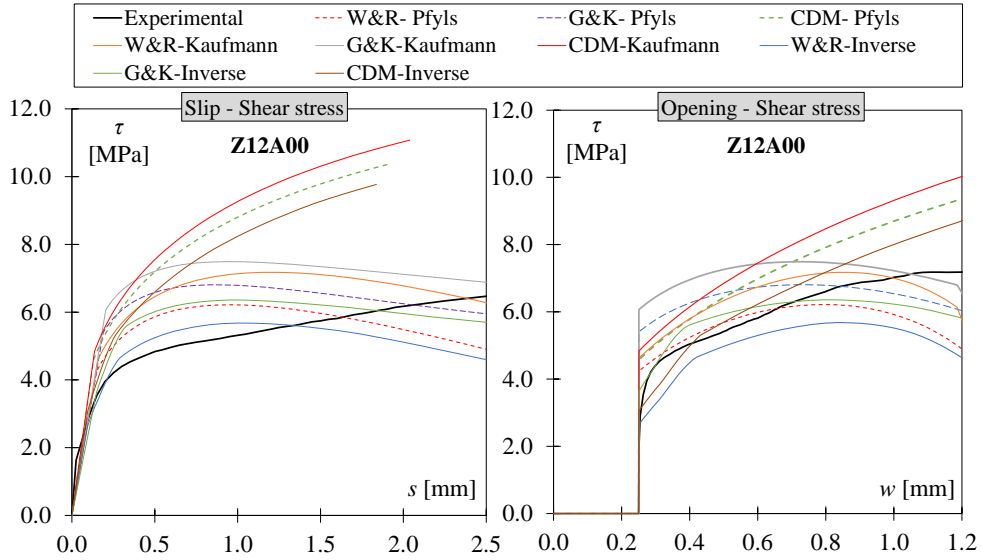 Experimental W&R- Pfyls G&K- Pfyls CDM- Pfyls
W&R-Kaufmann G&K-Kaufmann CDM-Kaufmann W&R-Inverse
G&K-Inverse CDM-Inverse
Slip - Shear stress
τ
[MPa]
Z12A00
12.0
10.0
8.0
6.0
4.0
2.0
0.0
s [mm]
0.0 0.5 1.0 1.5 2.0 2.5
Opening - Shear stress
τ
[MPa]
Z12A00
12.0
10.0
8.0
6.0
4.0
2.0
0.0
w [mm]
0.0 0.2 0.4 0.6 0.8 1.0 1.2